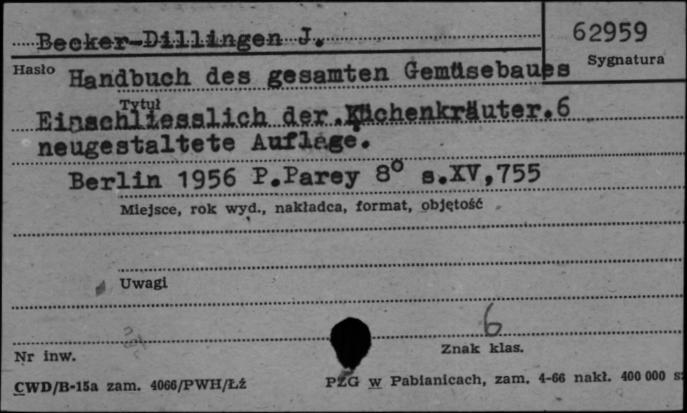 Becker-Dillingen J.
62959
Hasło
Sygnatura
Handbuch des gesamten Gemüsebaues
Tytuł
Einschliesslich der Küchenkräuter.6
neugestaltete Auflage.
Berlin 1956 P.Parey 8° s.XV,755
Miejsce, rok wyd., nakładca, format, objętość
Uwagi
6
Nr inw.
Znak klas.
CWD/B-15a zam. 4066/PWH/Łź
PZG w Pabianicach, zam. 4-66 nakł. 400 000